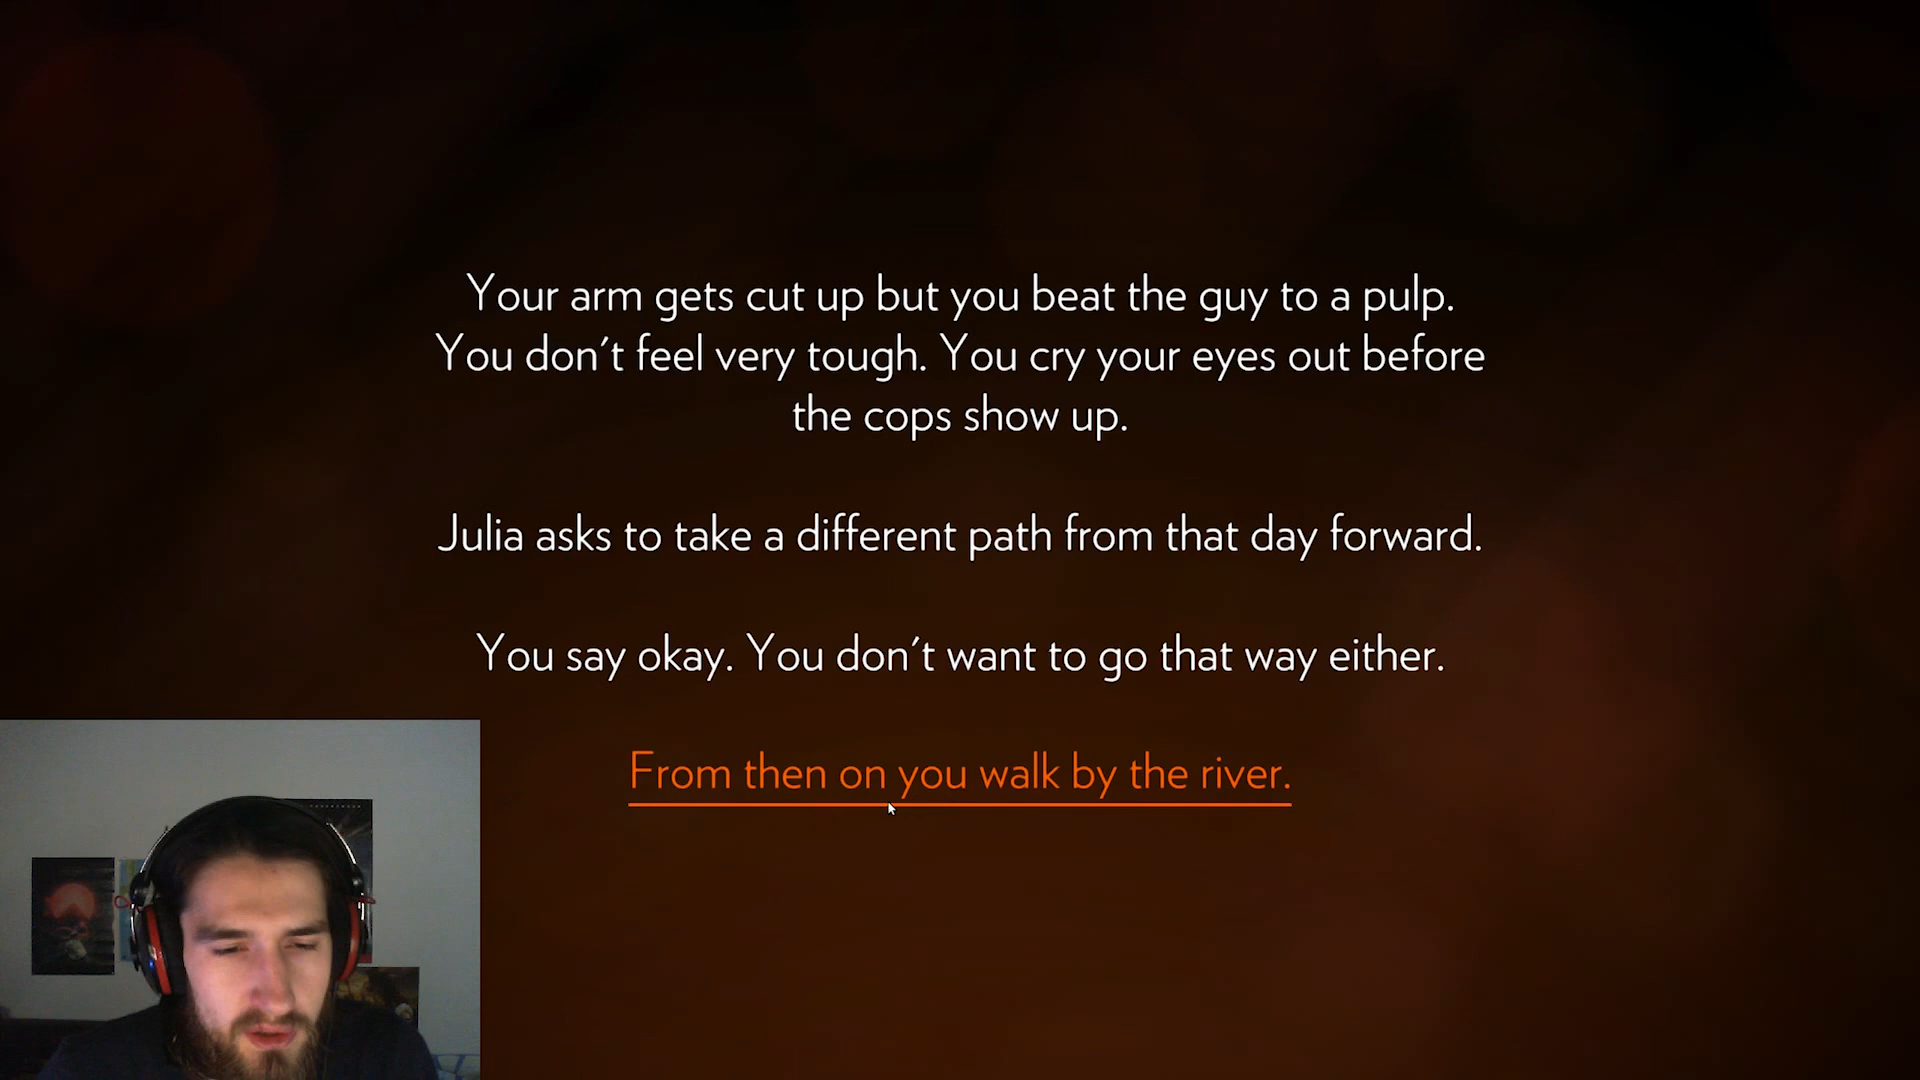 Your arm gets cut up but you beat the guy to a pulp.
You don't feel very tough. You cry your eyes out before
the cops show up.
Julia asks to take a different path from that day forward.
You say okay. You don't want to go that way either.
From then on you walk by the river.